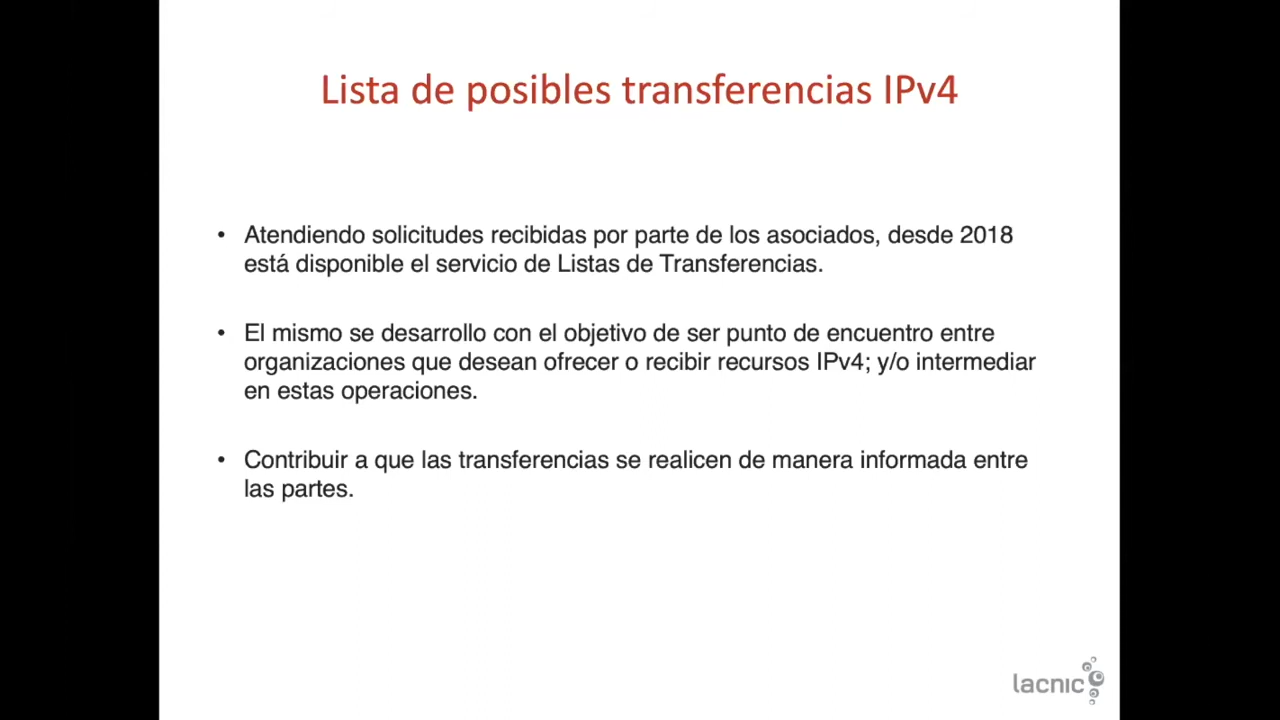 Lista de posibles transferencias IPv4
• Atendiendo solicitudes recibidas por parte de los asociados, desde 2018
está disponible el servicio de Listas de Transferencias.
• El mismo se desarrollo con el objetivo de ser punto de encuentro entre
organizaciones que desean ofrecer o recibir recursos IPv4; y/o intermediar
en estas operaciones.
• Contribuir a que las transferencias se realicen de manera informada entre
las partes.
lacnic